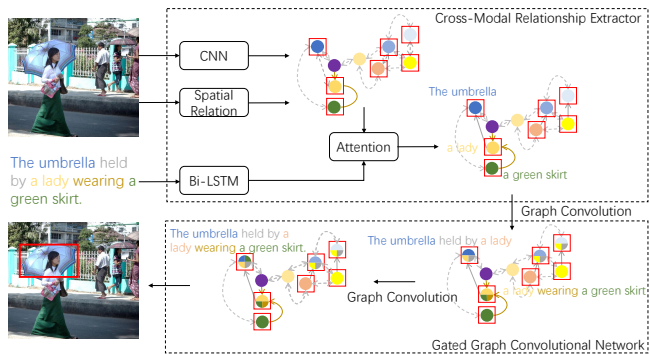 Cross-Modal Relationship Extractor
CNN
Spatial
Relation
The umbrella
Attention
a lady
The umbrella held
by a lady wearing a
green skirt.
Bi-LSTM
a green skirt
Graph Convolution
The umbrella held by a
lady wearing a green skirt.
The umbrella held by a lady
a lady wearing a green skirt
Graph Convolution
Gated Graph Convolutional Network